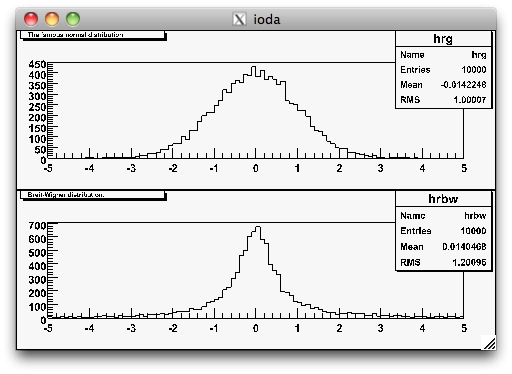 ioda
The famous normal distribution
hrg
Name hrg
Entries 10000
Mean -0.0142248
RMS 1.00007
450
400
350
300
250
200
150
100
50
0
-5 -4 -3 -2 -1 0 1 2 3 4 5
Breit-Wigner distribution.
hrbw
Name hrbw
Entries 10000
Mean 0.0140468
RMS 1.20095
700
600
500
400
300
200
100
0
-5 -4 -3 -2 -1 0 1 2 3 4 5